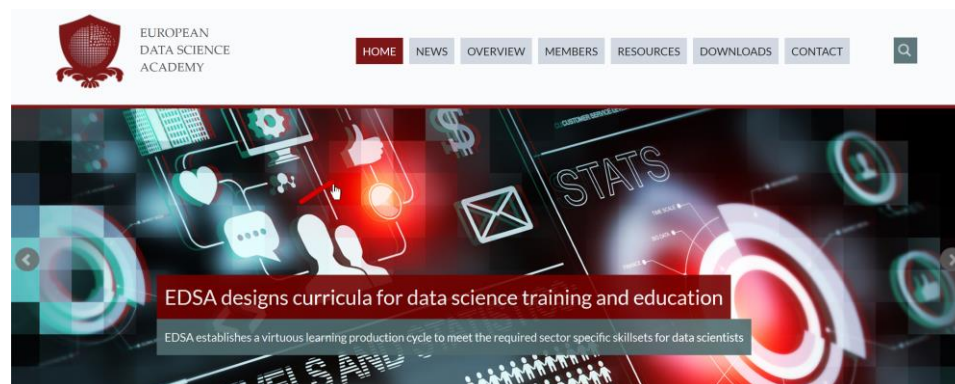 EUROPEAN
DATA SCIENCE
ACADEMY
HOME NEWS OVERVIEW MEMBERS RESOURCES DOWNLOADS CONTACT
STATS
EDSA designs curricula for data science training and education
EDSA establishes a virtuous learning production cycle to meet the required sector specific skillsets for data scientists